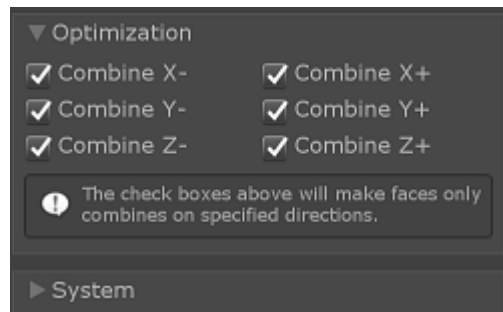 Optimization
Combine X- Combine X+
Combine Y- Combine Y+
Combine Z- Combine Z+
The check boxes above will make faces only
combines on specified directions.
System